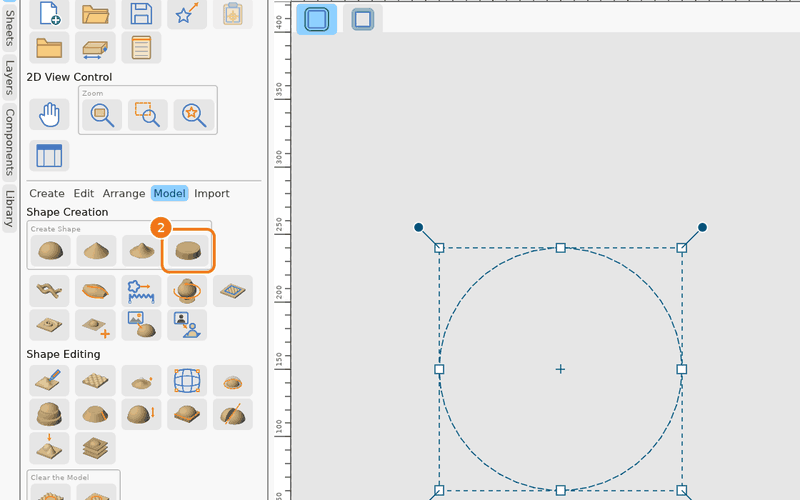 Sheets
Layers
Components
Library
2D View Control
Zoom
Create Edit Arrange Model Import
Shape Creation
2
Create Shape
Shape Editing
Clear the Model
400
350
300
250
200
150
100